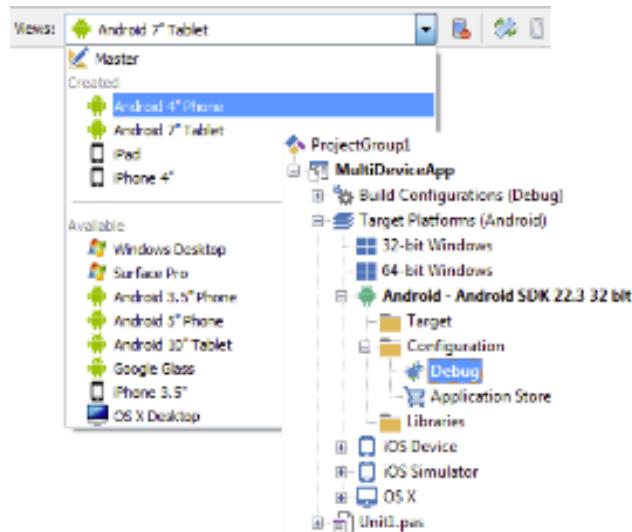 Views: Android 7" Tablet
Master
Created
Android 4" Phone
Android 7" Tablet
iPad
iPhone 4"
Available
Windows Desktop
Surface Pro
Android 3.5" Phone
Android 5" Phone
Android 10" Tablet
Google Glass
iPhone 3.5"
OS X Desktop
ProjectGroup1
MultiDeviceApp
Build Configurations (Debug)
Target Platforms (Android)
32-bit Windows
64-bit Windows
Android - Android SDK 22.3 32 bit
Target
Configuration
Debug
Application Store
Libraries
iOS Device
iOS Simulator
OS X
Unit1.pas